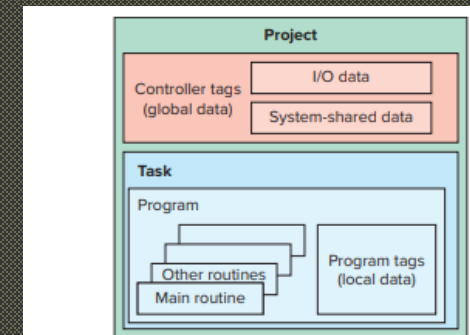 Project
Controller tags
(global data)
I/O data
System-shared data
Task
Program
Other routines
Main routine
Program tags
(local data)